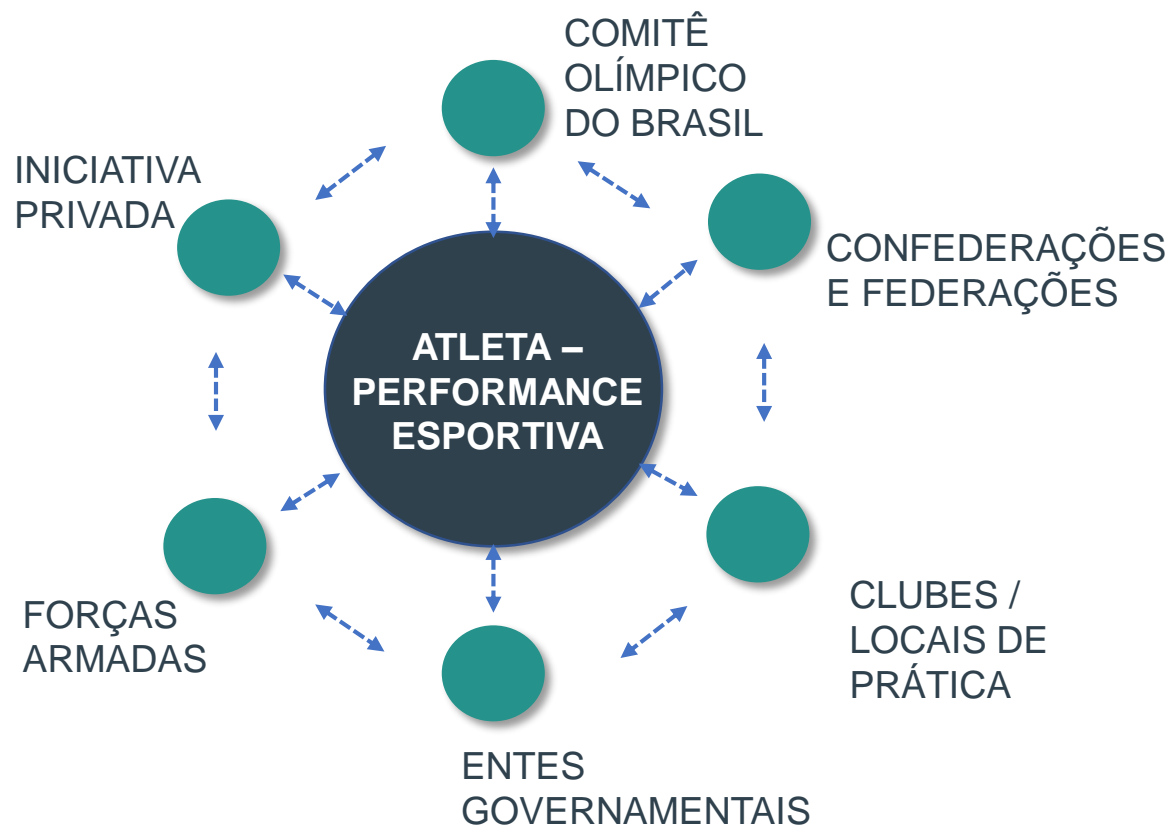 COMITÊ
OLÍMPICO
DO BRASIL
INICIATIVA
PRIVADA
CONFEDERAÇÕES
E FEDERAÇÕES
ATLETA –
PERFORMANCE
ESPORTIVA
FORÇAS
ARMADAS
CLUBES /
LOCAIS DE
PRÁTICA
ENTES
GOVERNAMENTAIS